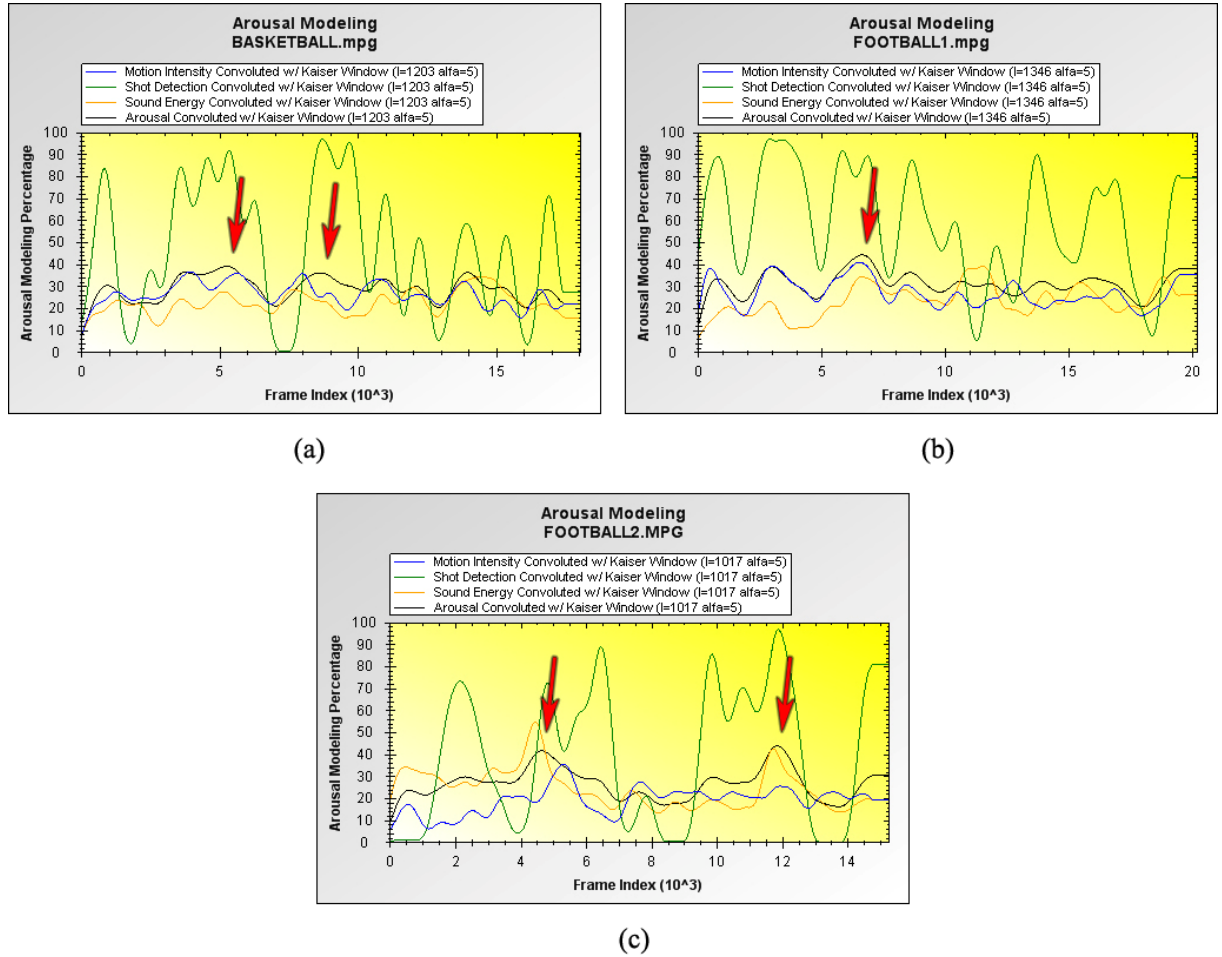 Arousal Modeling
BASKETBALL.mpg
Motion Intensity Convoluted w/ Kaiser Window (l=1203 alfa=5)
Shot Detection Convoluted w/ Kaiser Window (l=1203 alfa=5)
Sound Energy Convoluted w/ Kaiser Window (l=1203 alfa=5)
Arousal Convoluted w/ Kaiser Window (l=1203 alfa=5)
Arousal Modeling Percentage
100
90
80
70
60
50
40
30
20
10
0
0 5 10 15
Frame Index (10^3)
(a)
Arousal Modeling
FOOTBALL1.mpg
Motion Intensity Convoluted w/ Kaiser Window (l=1346 alfa=5)
Shot Detection Convoluted w/ Kaiser Window (l=1346 alfa=5)
Sound Energy Convoluted w/ Kaiser Window (l=1346 alfa=5)
Arousal Convoluted w/ Kaiser Window (l=1346 alfa=5)
Arousal Modeling Percentage
100
90
80
70
60
50
40
30
20
10
0
0 5 10 15 20
Frame Index (10^3)
(b)
Arousal Modeling
FOOTBALL2.MPG
Motion Intensity Convoluted w/ Kaiser Window (l=1017 alfa=5)
Shot Detection Convoluted w/ Kaiser Window (l=1017 alfa=5)
Sound Energy Convoluted w/ Kaiser Window (l=1017 alfa=5)
Arousal Convoluted w/ Kaiser Window (l=1017 alfa=5)
Arousal Modeling Percentage
100
90
80
70
60
50
40
30
20
10
0
0 2 4 6 8 10 12 14
Frame Index (10^3)
(c)